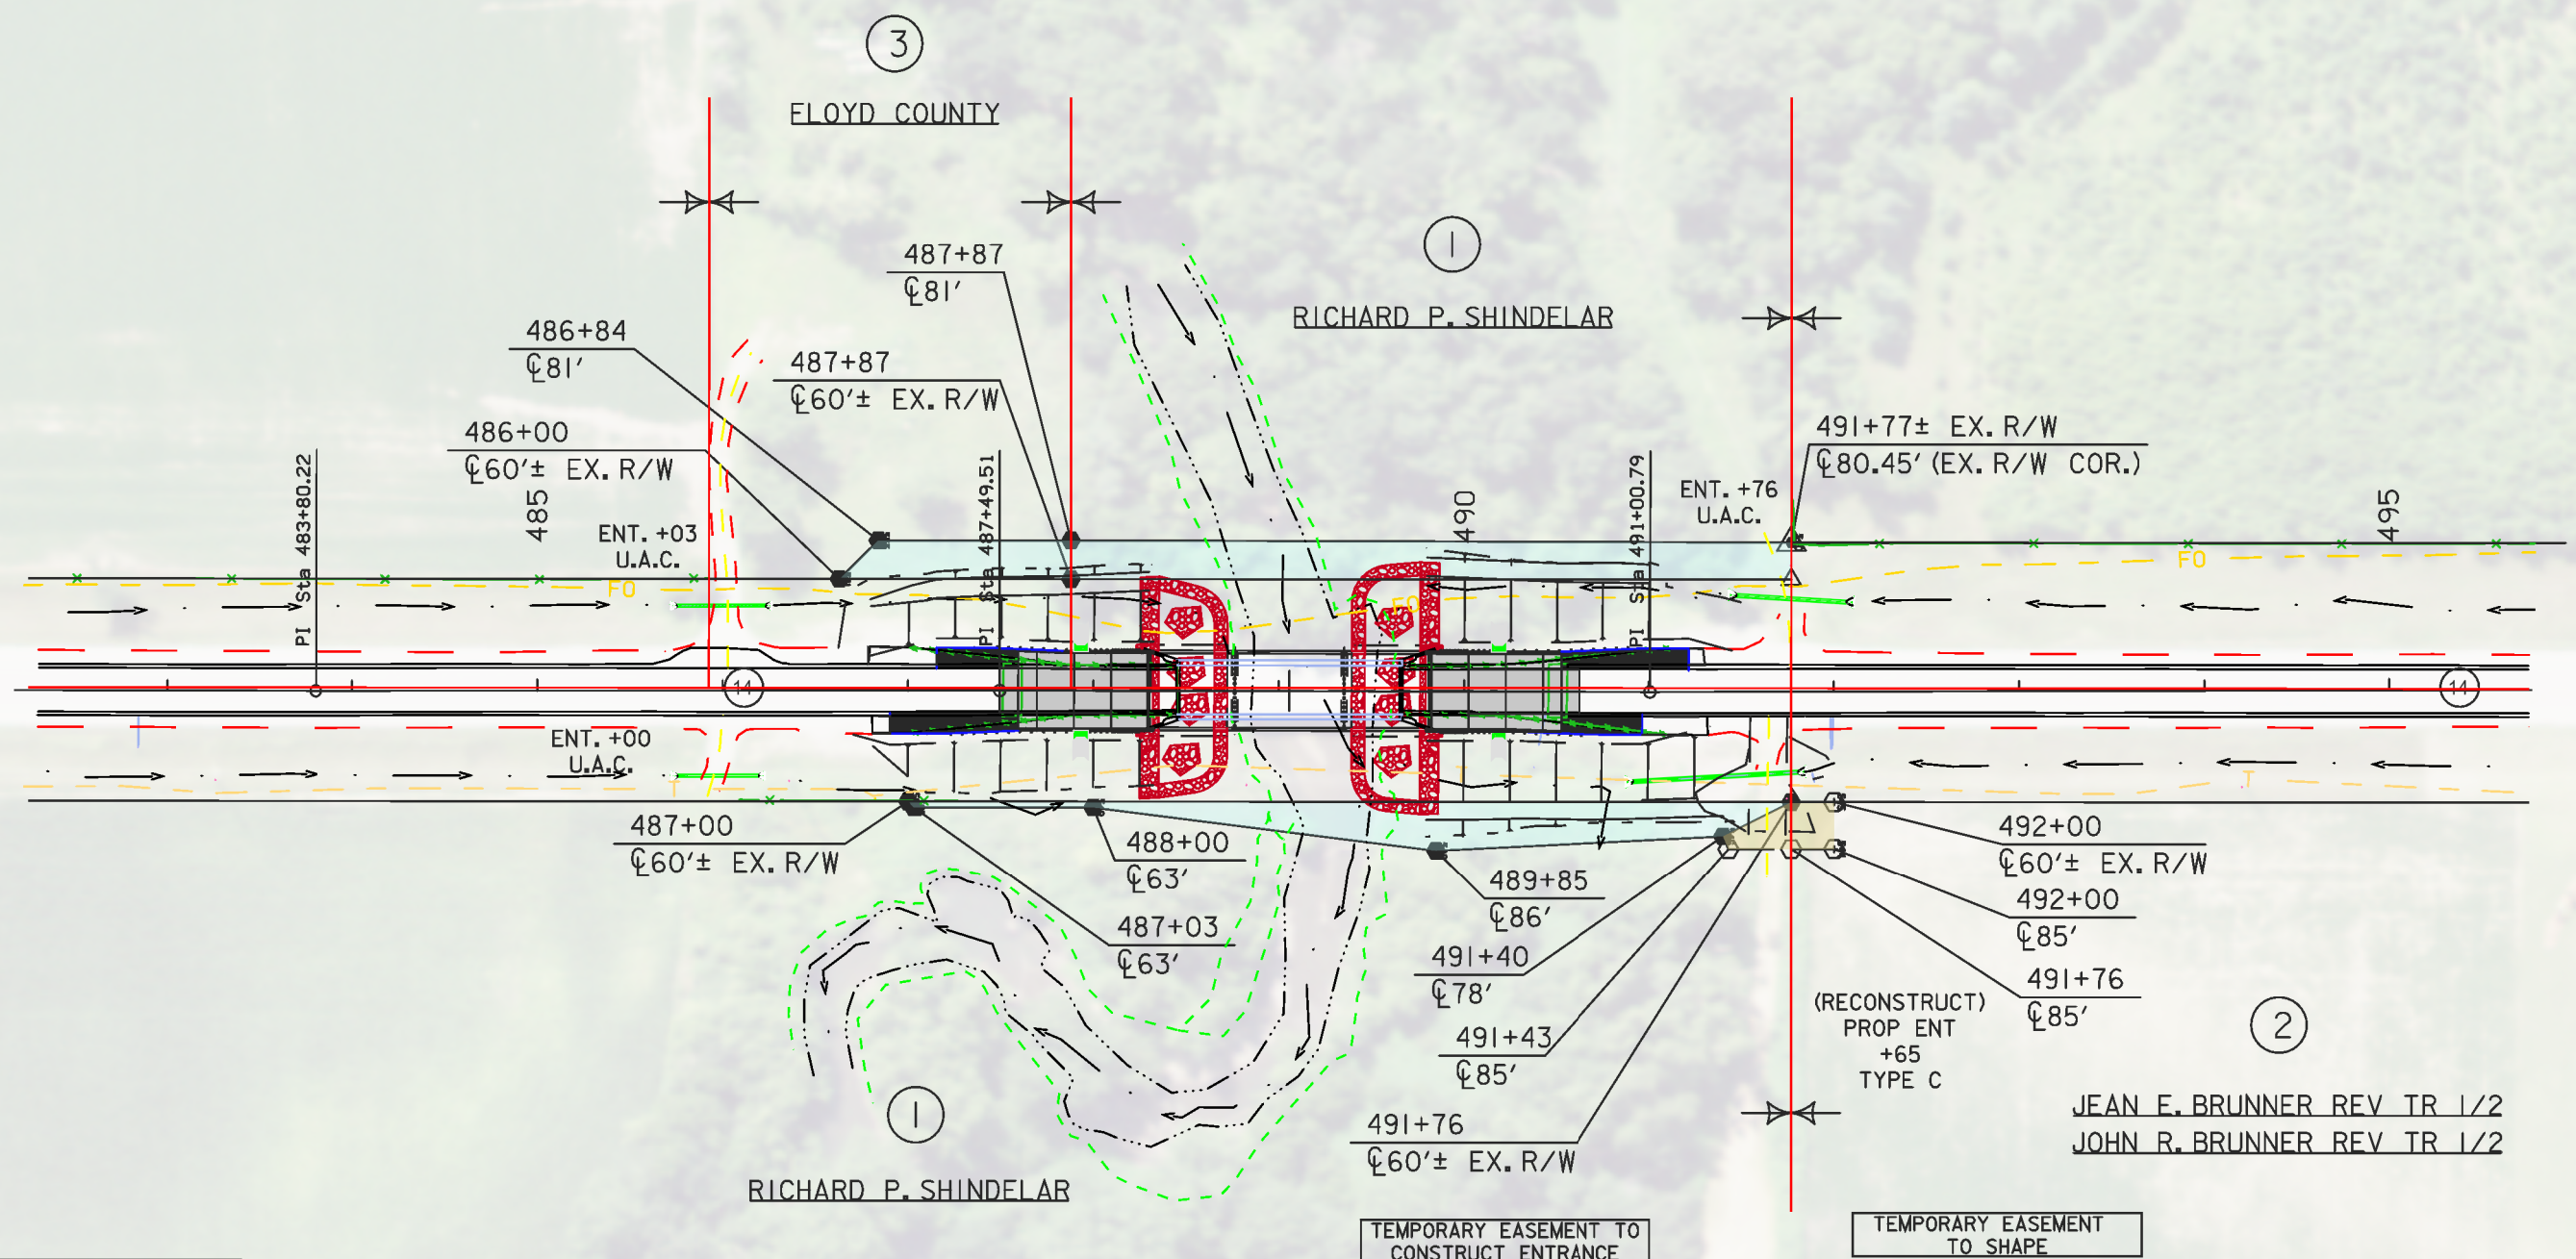 3
FLOYD COUNTY
1
RICHARD P. SHINDELAR
487+87
℄81'
486+84
℄81'
487+87
℄60'± EX. R/W
486+00
℄60'± EX. R/W
491+77± EX. R/W
℄80.45' (EX. R/W COR.)
PI Sta 483+80.22
485
ENT. +03
U.A.C.
PI Sta 487+49.51
490
PI Sta 491+00.79
ENT. +76
U.A.C.
495
FO
FO
FO
14
14
ENT. +00
U.A.C.
T
T
T
487+00
℄60'± EX. R/W
488+00
℄63'
487+03
℄63'
489+85
℄86'
491+40
℄78'
491+43
℄85'
491+76
℄60'± EX. R/W
492+00
℄60'± EX. R/W
492+00
℄85'
491+76
℄85'
(RECONSTRUCT)
PROP ENT
+65
TYPE C
2
JEAN E. BRUNNER REV TR 1/2
JOHN R. BRUNNER REV TR 1/2
1
RICHARD P. SHINDELAR
TEMPORARY EASEMENT TO
CONSTRUCT ENTRANCE
TEMPORARY EASEMENT
TO SHAPE